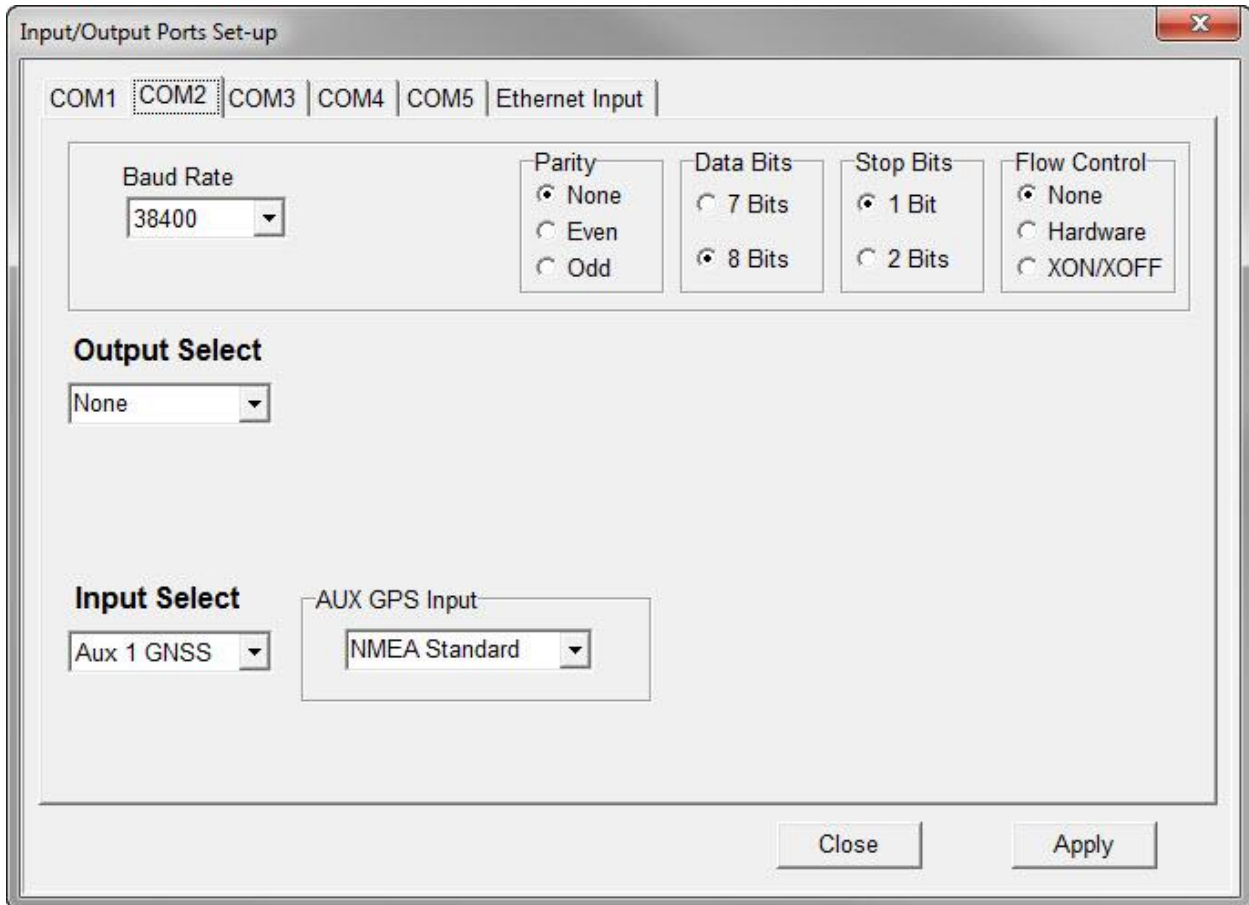 Input/Output Ports Set-up
COM1 COM2 COM3 COM4 COM5 Ethernet Input
Baud Rate
38400
Parity
None
Even
Odd
Data Bits
7 Bits
8 Bits
Stop Bits
1 Bit
2 Bits
Flow Control
None
Hardware
XON/XOFF
Output Select
None
Input Select
Aux 1 GNSS
AUX GPS Input
NMEA Standard
Close Apply